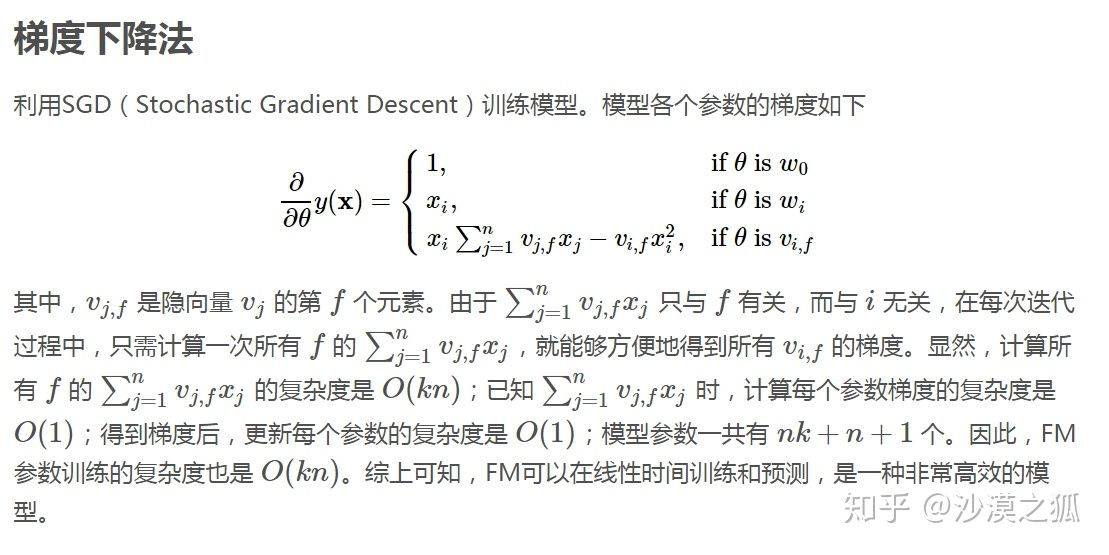 梯度下降法
利用SGD（Stochastic Gradient Descent）训练模型。模型各个参数的梯度如下
$\frac{\partial}{\partial\theta}y(\mathbf{x}) = \begin{cases} 1, & \text{if } \theta \text{ is } w_0 \\ x_i, & \text{if } \theta \text{ is } w_i \\ x_i \sum_{j=1}^{n} v_{j,f} x_j - v_{i,f} x_i^2, & \text{if } \theta \text{ is } v_{i,f} \end{cases}$
其中，$v_{j,f}$ 是隐向量 $v_j$ 的第 $f$ 个元素。由于 $\sum_{j=1}^{n} v_{j,f} x_j$ 只与 $f$ 有关，而与 $i$ 无关，在每次迭代
过程中，只需计算一次所有 $f$ 的 $\sum_{j=1}^{n} v_{j,f} x_j$，就能够方便地得到所有 $v_{i,f}$ 的梯度。显然，计算所
有 $f$ 的 $\sum_{j=1}^{n} v_{j,f} x_j$ 的复杂度是 $O(kn)$；已知 $\sum_{j=1}^{n} v_{j,f} x_j$ 时，计算每个参数梯度的复杂度是
$O(1)$；得到梯度后，更新每个参数的复杂度是 $O(1)$；模型参数一共有 $nk + n + 1$ 个。因此，FM
参数训练的复杂度也是 $O(kn)$。综上可知，FM可以在线性时间训练和预测，是一种非常高效的模
型。
知乎 @沙漠之狐